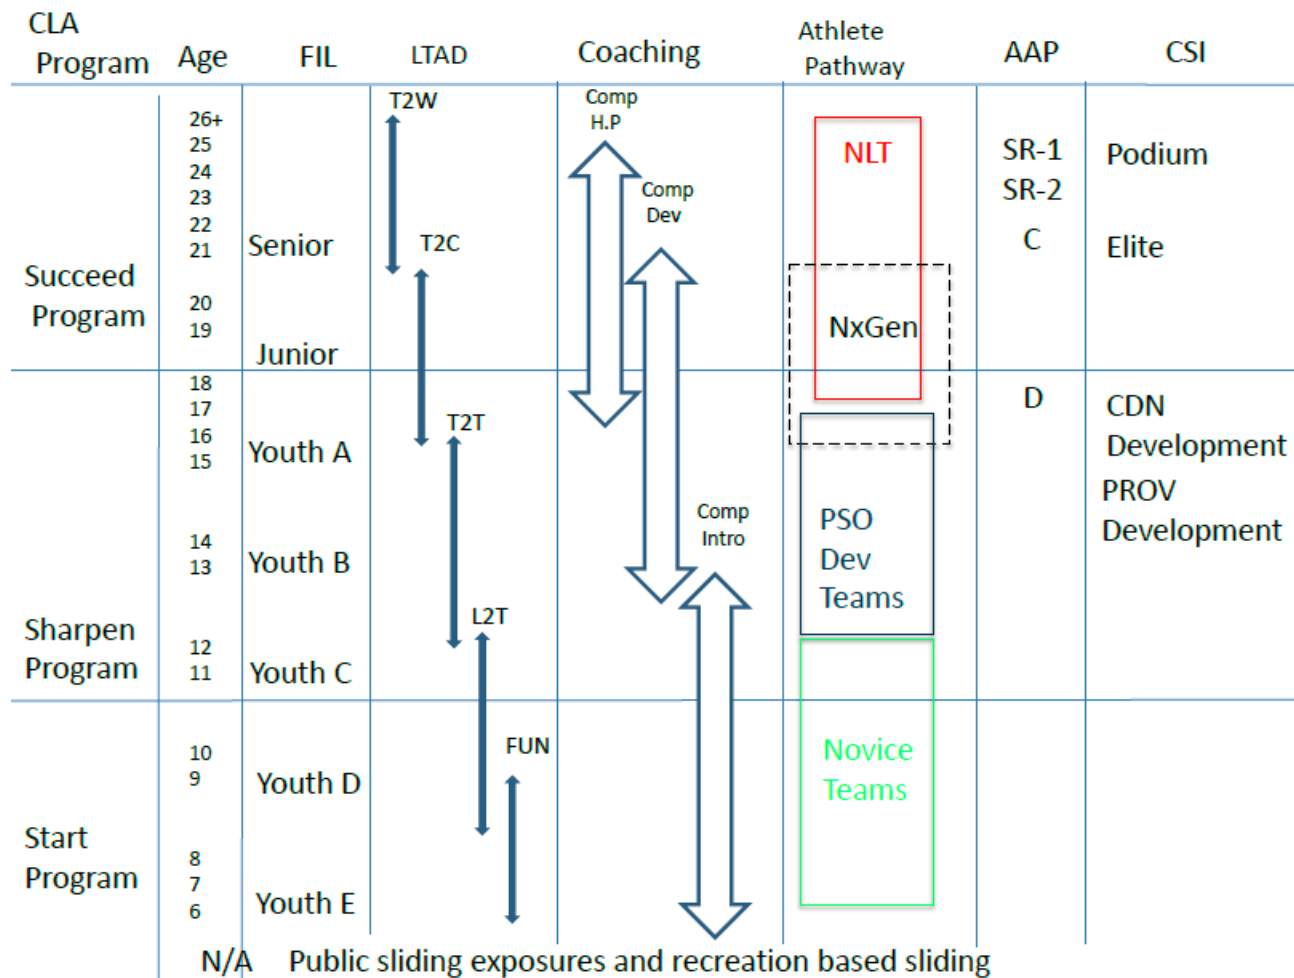 CLA
Program
Age
FIL
LTAD
Coaching
Athlete
Pathway
AAP
CSI
Succeed
Program
26+
25
24
23
22
21
20
19
Senior
Junior
T2W
T2C
Comp
H.P
Comp
Dev
NLT
NxGen
SR-1
SR-2
C
Podium
Elite
Sharpen
Program
18
17
16
15
14
13
12
11
Youth A
Youth B
Youth C
T2T
L2T
Comp
Intro
PSO
Dev
Teams
D
CDN
Development
PROV
Development
Start
Program
10
9
8
7
6
Youth D
Youth E
FUN
Novice
Teams
N/A Public sliding exposures and recreation based sliding